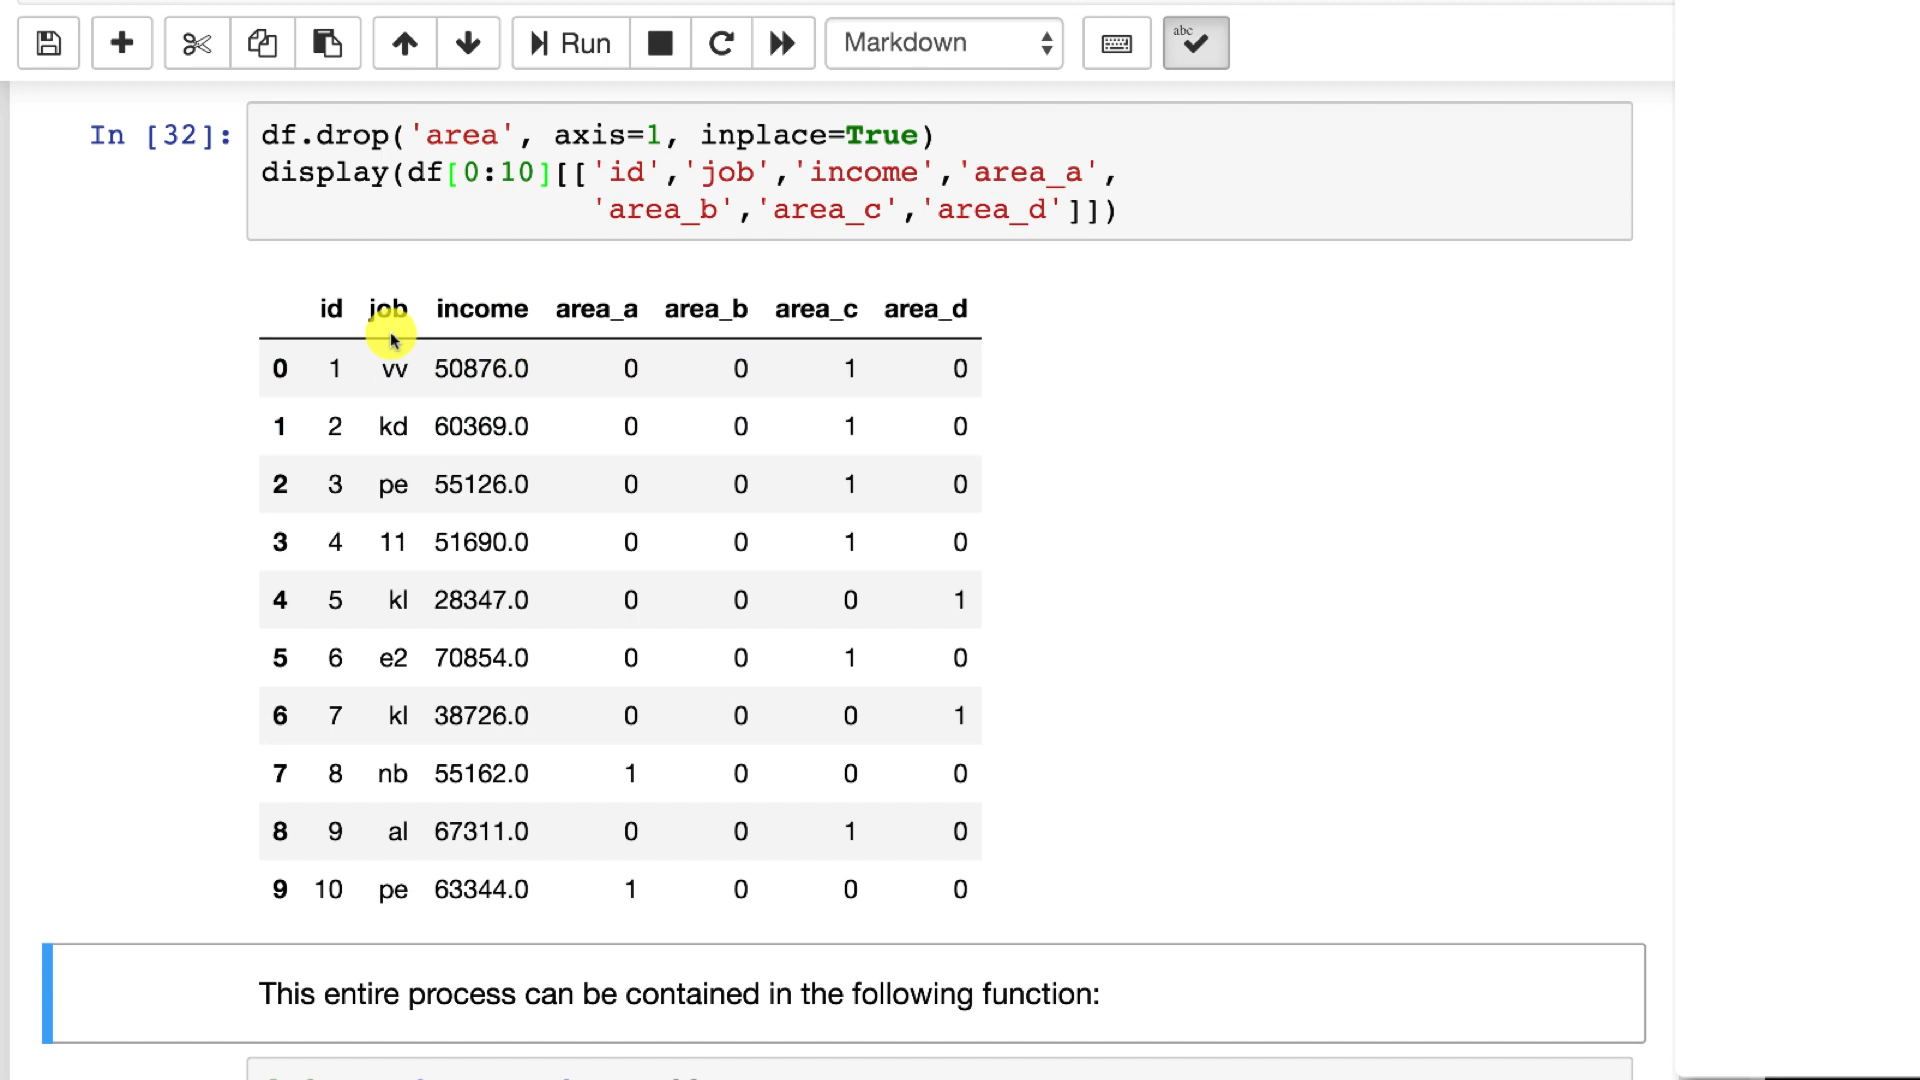 Run
Markdown
abc
In [32]:
df.drop('area', axis=1, inplace=True)
display(df[0:10][['id','job','income','area_a',
'area_b','area_c','area_d']])
id job income area_a area_b area_c area_d
0 1 vv 50876.0 0 0 1 0
1 2 kd 60369.0 0 0 1 0
2 3 pe 55126.0 0 0 1 0
3 4 11 51690.0 0 0 1 0
4 5 kl 28347.0 0 0 0 1
5 6 e2 70854.0 0 0 1 0
6 7 kl 38726.0 0 0 0 1
7 8 nb 55162.0 1 0 0 0
8 9 al 67311.0 0 0 1 0
9 10 pe 63344.0 1 0 0 0
This entire process can be contained in the following function: